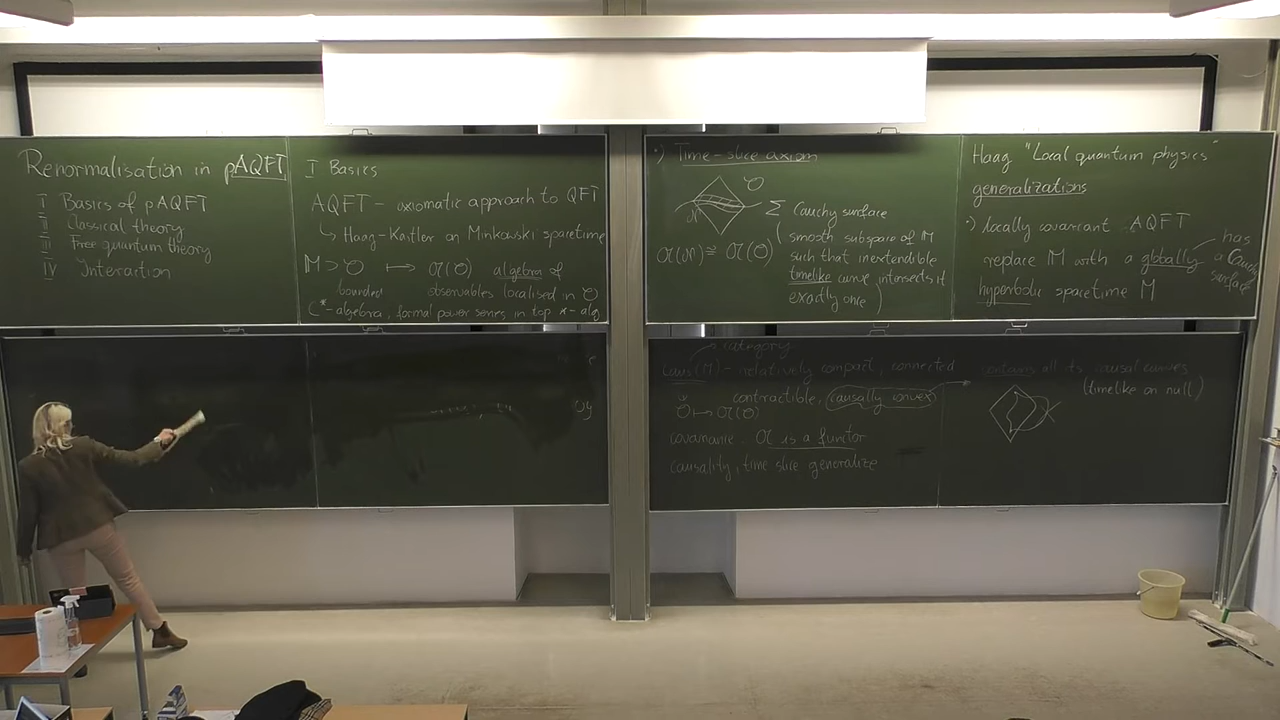 Renormalisation in pAQFT
I Basics of pAQFT
II Classical theory
III Free quantum theory
IV Interaction
I Basics
AQFT - axiomatic approach to QFT
↳ Haag-Kastler on Minkowski spacetime
𝕄 > O ↦ 𝔄(O) algebra of
bounded observables localised in O
C*-algebra, formal power series, in top *-alg
•) Time-slice axiom
O
N
Σ Cauchy surface
(smooth subspace of 𝕄
such that inextendible
timelike curve intersects it
exactly once)
𝔄(N) ≅ 𝔄(O)
Haag "Local quantum physics"
generalizations
•) locally covariant AQFT
replace 𝕄 with a globally
hyperbolic spacetime M
has
a Cauchy
surface
category
(M) - relatively compact, connected
contractible, causally convex
O ↦ 𝔄(O)
covariance. 𝔄 is a functor
causality, time slice generalize
contains all its causal curves
(timelike or null)